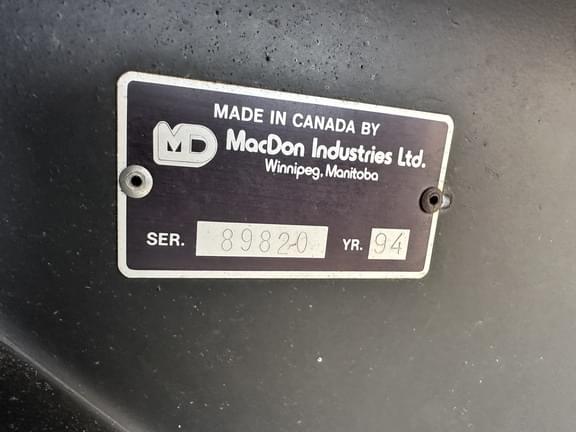 MADE IN CANADA BY
MD MacDon Industries Ltd.
Winnipeg, Manitoba
SER. 89820 YR. 94